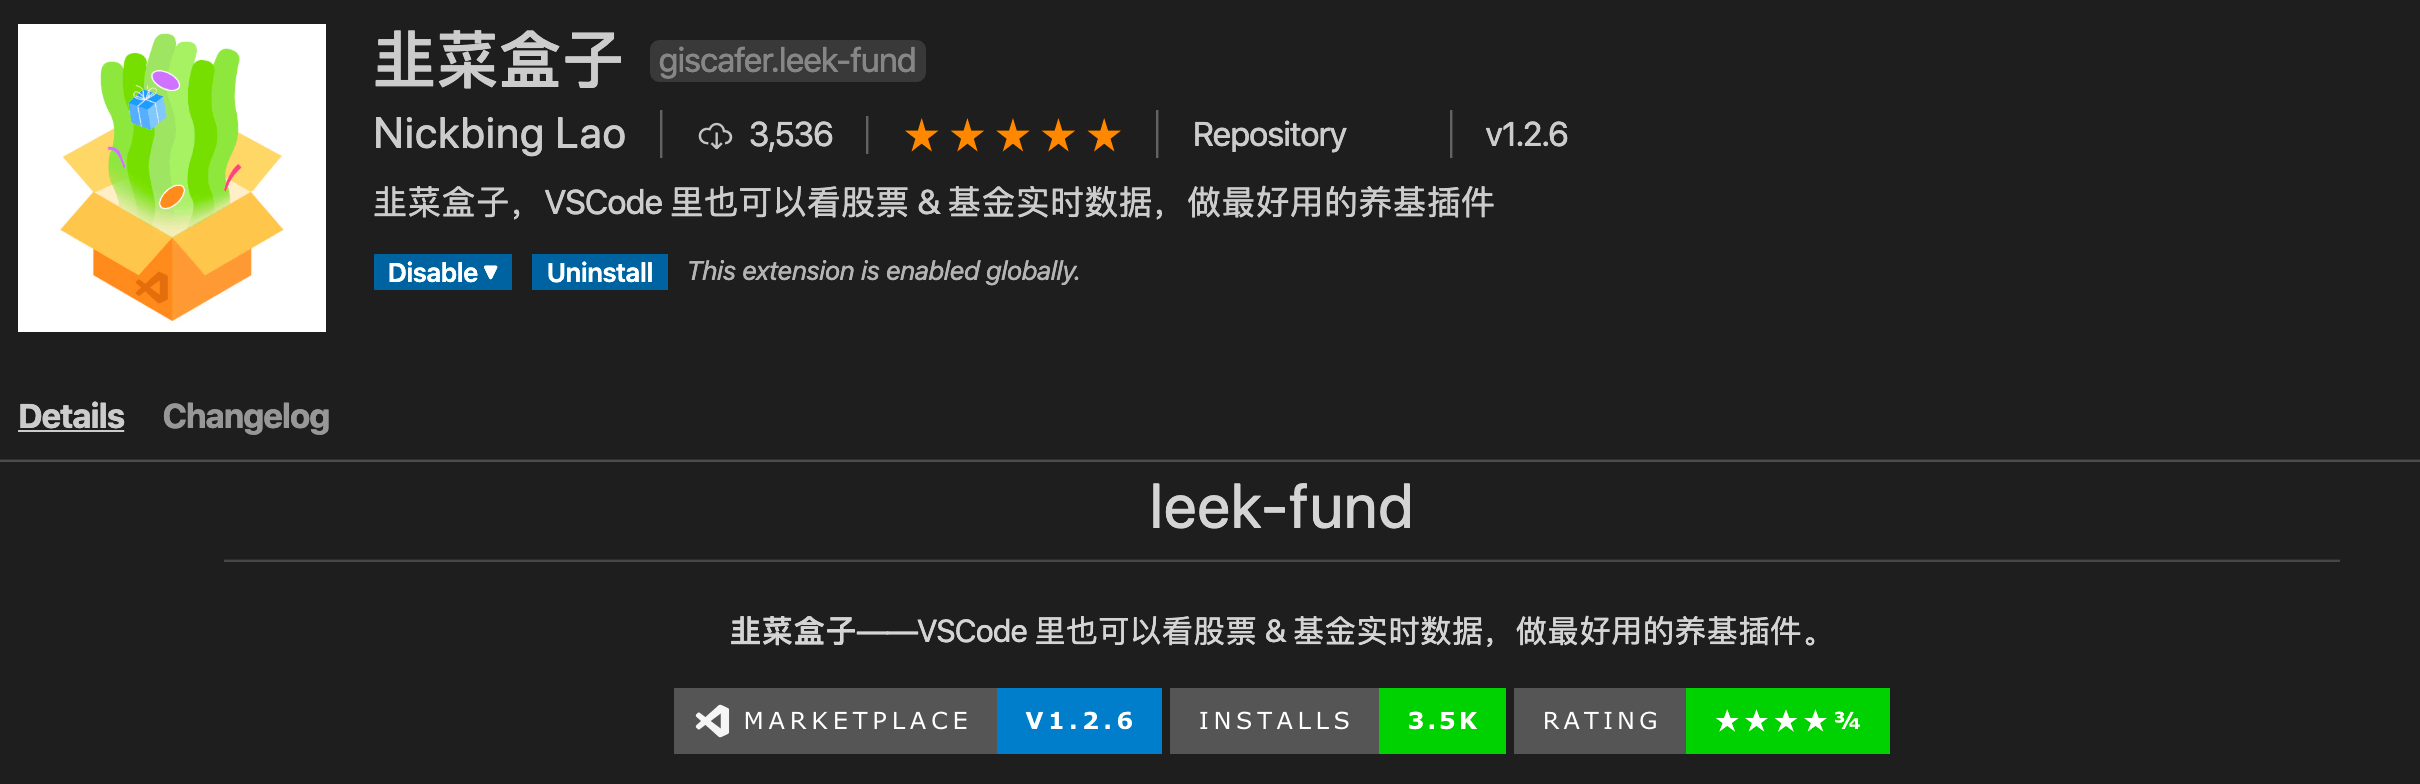 韭菜盒子 giscafer.leek-fund
Nickbing Lao 3,536 ★★★★★ Repository v1.2.6
韭菜盒子，VSCode 里也可以看股票 & 基金实时数据，做最好用的养基插件
Disable ▼ Uninstall This extension is enabled globally.
Details Changelog
leek-fund
韭菜盒子——VSCode 里也可以看股票 & 基金实时数据，做最好用的养基插件。
MARKETPLACE V1.2.6 INSTALLS 3.5K RATING ★★★★¾